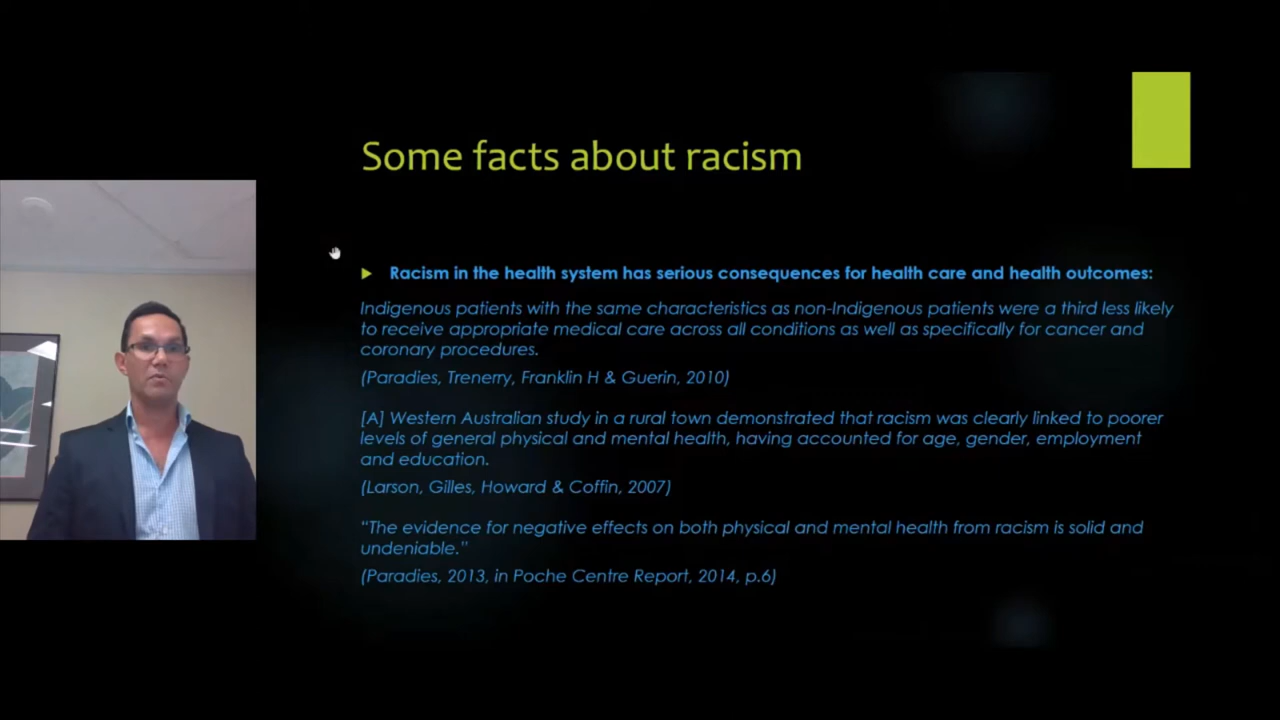 Some facts about racism
Racism in the health system has serious consequences for health care and health outcomes:
Indigenous patients with the same characteristics as non-Indigenous patients were a third less likely
to receive appropriate medical care across all conditions as well as specifically for cancer and
coronary procedures.
(Paradies, Trenerry, Franklin H & Guerin, 2010)
[A] Western Australian study in a rural town demonstrated that racism was clearly linked to poorer
levels of general physical and mental health, having accounted for age, gender, employment
and education.
(Larson, Gilles, Howard & Coffin, 2007)
“The evidence for negative effects on both physical and mental health from racism is solid and
undeniable.”
(Paradies, 2013, in Poche Centre Report, 2014, p.6)